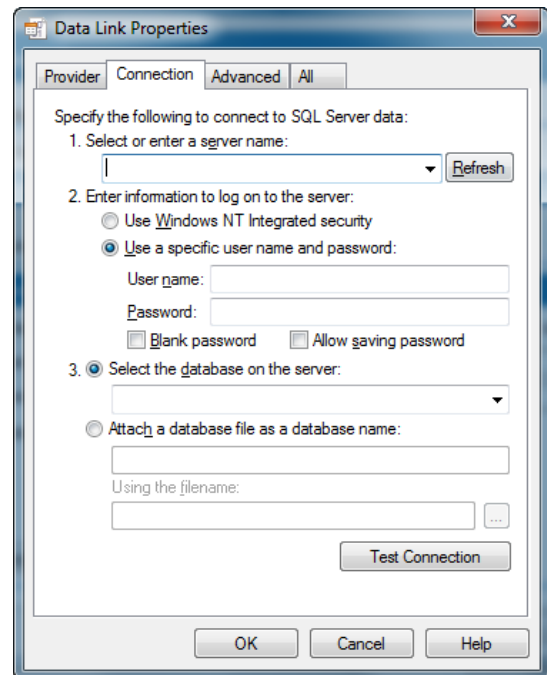 Data Link Properties
Provider Connection Advanced All
Specify the following to connect to SQL Server data:
1. Select or enter a server name:
Refresh
2. Enter information to log on to the server:
Use Windows NT Integrated security
Use a specific user name and password:
User name:
Password:
Blank password Allow saving password
3. Select the database on the server:
Attach a database file as a database name:
Using the filename:
...
Test Connection
OK Cancel Help